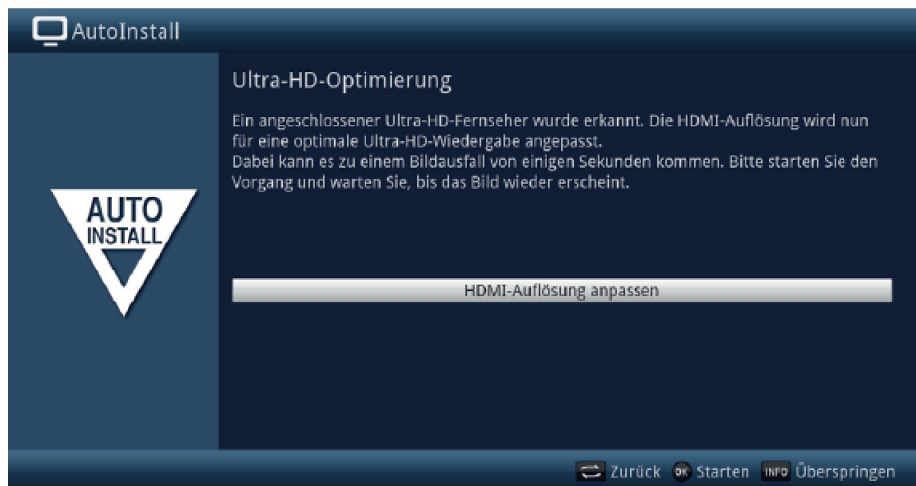 AutoInstall
Ultra-HD-Optimierung
Ein angeschlossener Ultra-HD-Fernseher wurde erkannt. Die HDMI-Auflösung wird nun
für eine optimale Ultra-HD-Wiedergabe angepasst.
Dabei kann es zu einem Bildausfall von einigen Sekunden kommen. Bitte starten Sie den
Vorgang und warten Sie, bis das Bild wieder erscheint.
AUTO
INSTALL
HDMI-Auflösung anpassen
Zurück OK Starten INFO Überspringen